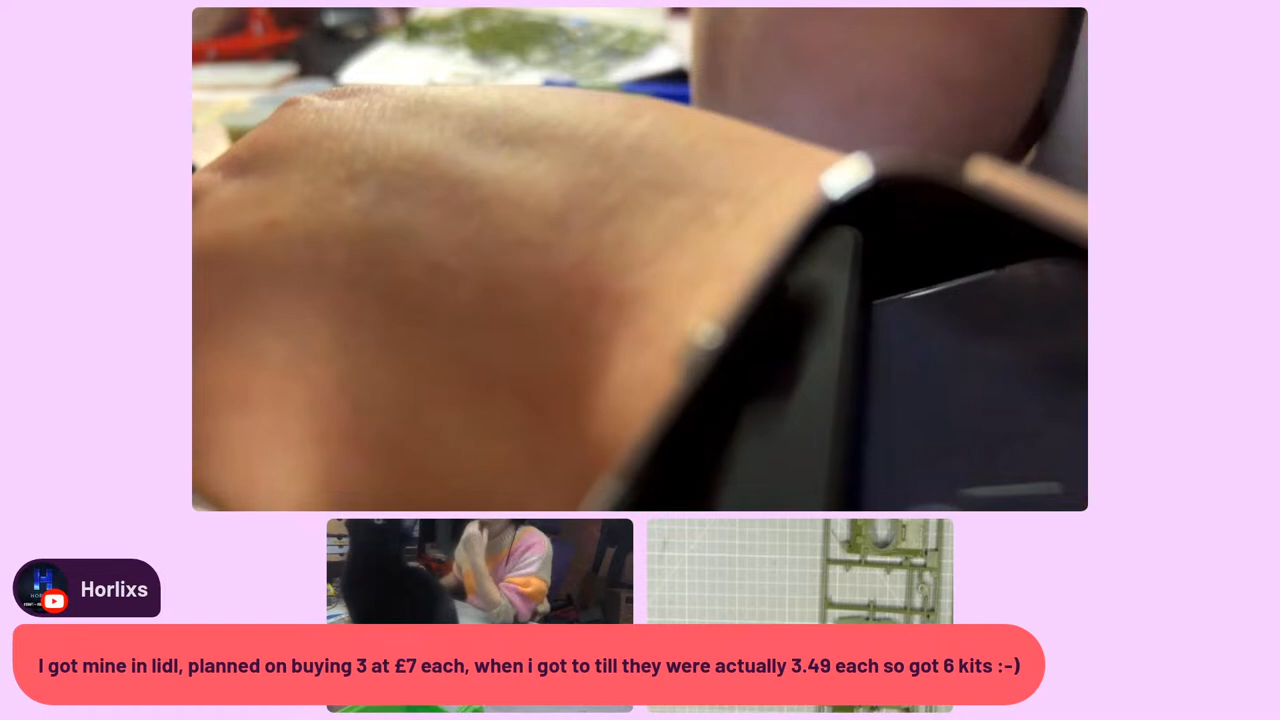 Horlixs
I got mine in lidl, planned on buying 3 at £7 each, when i got to till they were actually 3.49 each so got 6 kits :-)